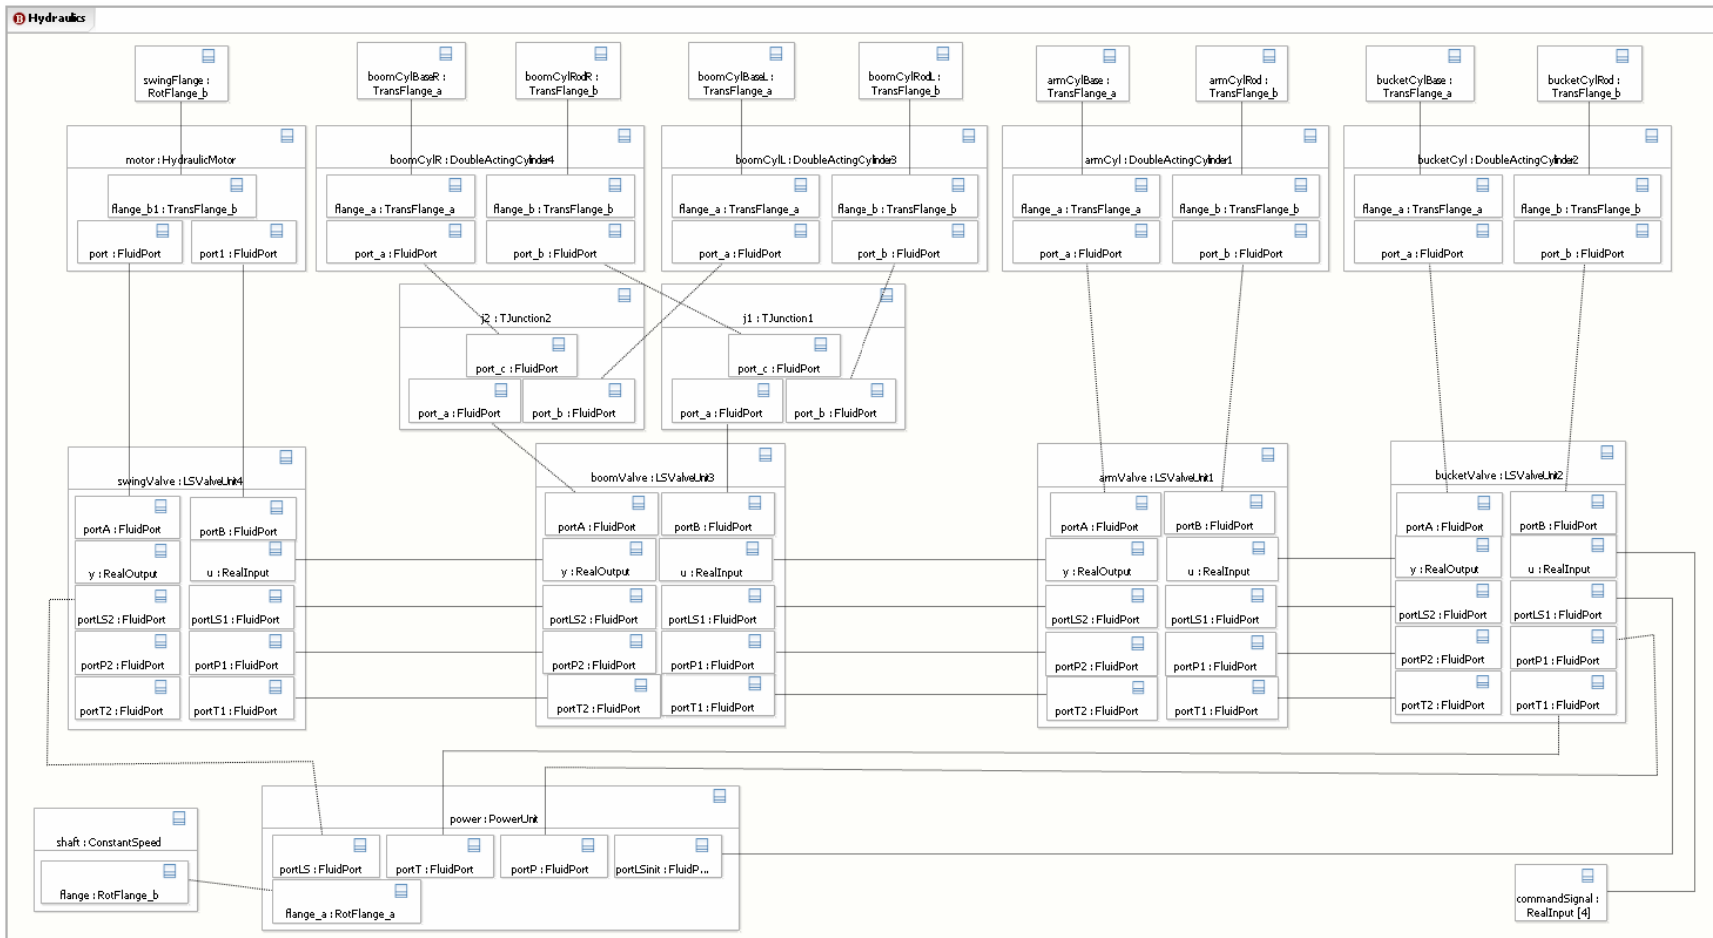 Hydraulics
swingFlange :
RotFlange_b
boomCylBaseR :
TransFlange_a
boomCylRodR :
TransFlange_b
boomCylBaseL :
TransFlange_a
boomCylRodL :
TransFlange_b
armCylBase :
TransFlange_a
armCylRod :
TransFlange_b
bucketCylBase :
TransFlange_a
bucketCylRod :
TransFlange_b
motor : HydraulicMotor
flange_b1 : TransFlange_b
port : FluidPort
port1 : FluidPort
boomCylR : DoubleActingCylinder4
flange_a : TransFlange_a
flange_b : TransFlange_b
port_a : FluidPort
port_b : FluidPort
boomCylL : DoubleActingCylinder3
flange_a : TransFlange_a
flange_b : TransFlange_b
port_a : FluidPort
port_b : FluidPort
armCyl : DoubleActingCylinder1
flange_a : TransFlange_a
flange_b : TransFlange_b
port_a : FluidPort
port_b : FluidPort
bucketCyl : DoubleActingCylinder2
flange_a : TransFlange_a
flange_b : TransFlange_b
port_a : FluidPort
port_b : FluidPort
j2 : TJunction2
port_c : FluidPort
port_a : FluidPort
port_b : FluidPort
j1 : TJunction1
port_c : FluidPort
port_a : FluidPort
port_b : FluidPort
swingValve : LSValveUnit4
portA : FluidPort
portB : FluidPort
y : RealOutput
u : RealInput
portLS2 : FluidPort
portLS1 : FluidPort
portP2 : FluidPort
portP1 : FluidPort
portT2 : FluidPort
portT1 : FluidPort
boomValve : LSValveUnit3
portA : FluidPort
portB : FluidPort
y : RealOutput
u : RealInput
portLS2 : FluidPort
portLS1 : FluidPort
portP2 : FluidPort
portP1 : FluidPort
portT2 : FluidPort
portT1 : FluidPort
armValve : LSValveUnit1
portA : FluidPort
portB : FluidPort
y : RealOutput
u : RealInput
portLS2 : FluidPort
portLS1 : FluidPort
portP2 : FluidPort
portP1 : FluidPort
portT2 : FluidPort
portT1 : FluidPort
bucketValve : LSValveUnit2
portA : FluidPort
portB : FluidPort
y : RealOutput
u : RealInput
portLS2 : FluidPort
portLS1 : FluidPort
portP2 : FluidPort
portP1 : FluidPort
portT2 : FluidPort
portT1 : FluidPort
shaft : ConstantSpeed
flange : RotFlange_b
power : PowerUnit
portLS : FluidPort
portT : FluidPort
portP : FluidPort
portLSinit : FluidP...
flange_a : RotFlange_a
commandSignal :
RealInput [4]